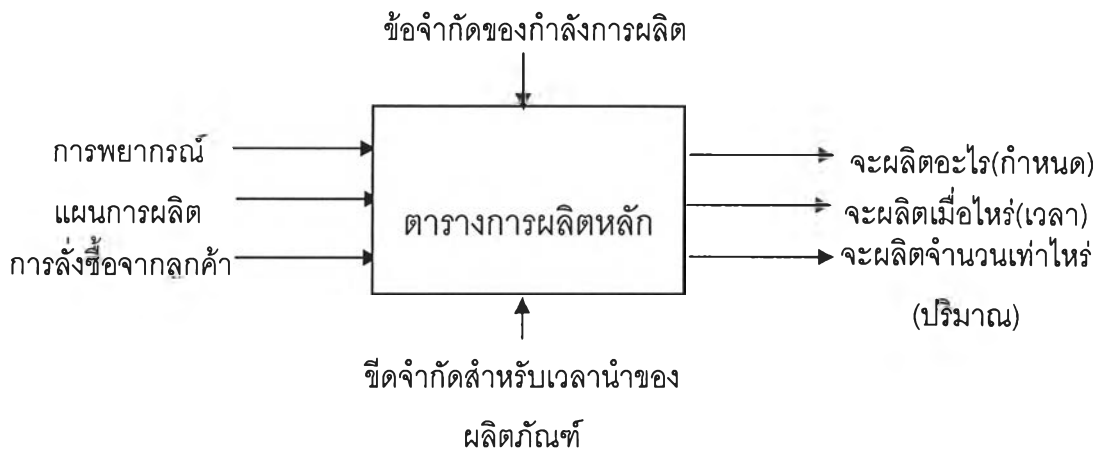 ข้อจำกัดของกำลังการผลิต
การพยากรณ์
แผนการผลิต
การสั่งซื้อจากลูกค้า
ตารางการผลิตหลัก
จะผลิตอะไร(กำหนด)
จะผลิตเมื่อไหร่(เวลา)
จะผลิตจำนวนเท่าไหร่
(ปริมาณ)
ขีดจำกัดสำหรับเวลานำของ
ผลิตภัณฑ์